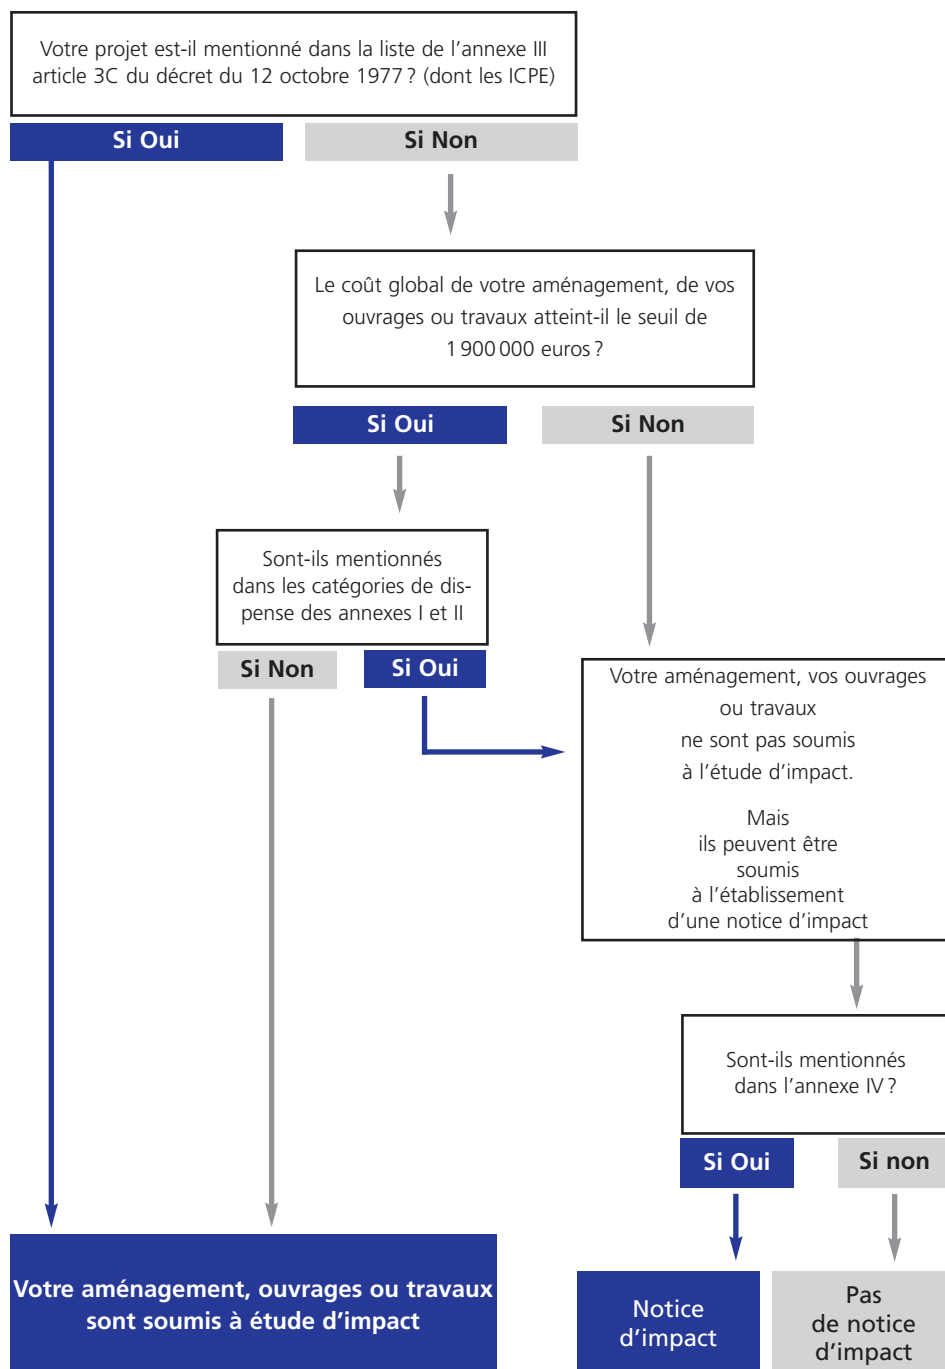 Votre projet est-il mentionné dans la liste de l’annexe III
article 3C du décret du 12 octobre 1977 ? (dont les ICPE)
Si Oui
Si Non
Le coût global de votre aménagement, de vos
ouvrages ou travaux atteint-il le seuil de
1 900 000 euros ?
Si Oui
Si Non
Sont-ils mentionnés
dans les catégories de dis-
pense des annexes I et II
Si Non
Si Oui
Votre aménagement, vos ouvrages
ou travaux
ne sont pas soumis
à l’étude d’impact.
Mais
ils peuvent être
soumis
à l’établissement
d’une notice d’impact
Sont-ils mentionnés
dans l’annexe IV ?
Si Oui
Si non
Votre aménagement, ouvrages ou travaux
sont soumis à étude d’impact
Notice
d’impact
Pas
de notice
d’impact